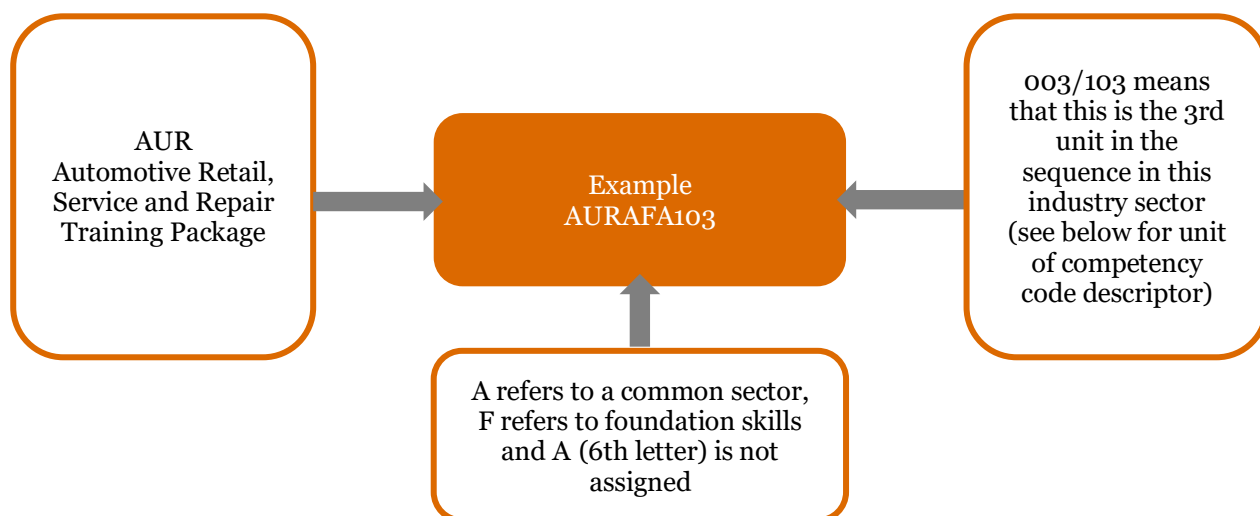 AUR
Automotive Retail,
Service and Repair
Training Package
Example
AURAFA103
003/103 means
that this is the 3rd
unit in the
sequence in this
industry sector
(see below for unit
of competency
code descriptor)
A refers to a common sector,
F refers to foundation skills
and A (6th letter) is not
assigned